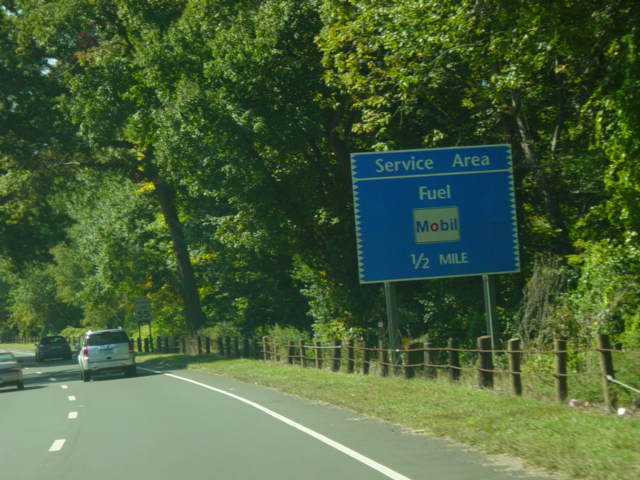 Service Area
Fuel
Mobil
1/2 MILE